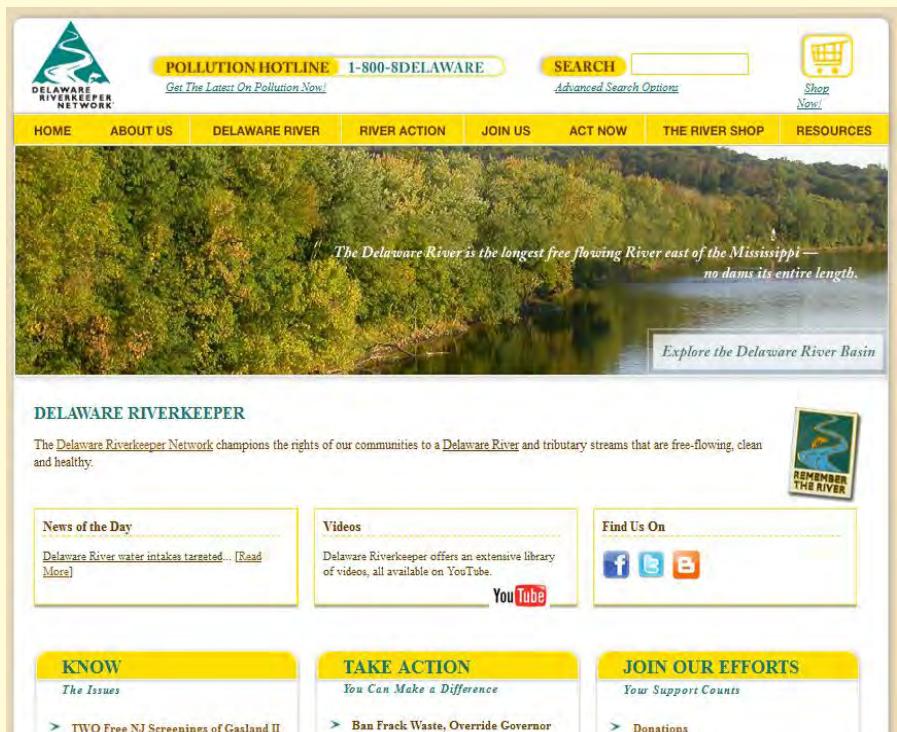 DELAWARE
RIVERKEEPER
NETWORK
POLLUTION HOTLINE 1-800-8DELAWARE
Get The Latest On Pollution Now!
SEARCH
Advanced Search Options
Shop
Now!
HOME ABOUT US DELAWARE RIVER RIVER ACTION JOIN US ACT NOW THE RIVER SHOP RESOURCES
The Delaware River is the longest free flowing River east of the Mississippi —
no dams its entire length.
Explore the Delaware River Basin
DELAWARE RIVERKEEPER
The Delaware Riverkeeper Network champions the rights of our communities to a Delaware River and tributary streams that are free-flowing, clean
and healthy.
REMEMBER
THE RIVER
News of the Day
Delaware River water intakes targeted... [Read
More]
Videos
Delaware Riverkeeper offers an extensive library
of videos, all available on YouTube.
YouTube
Find Us On
KNOW
The Issues
TWO Free NJ Screenings of Gasland II
TAKE ACTION
You Can Make a Difference
Ban Frack Waste, Override Governor
JOIN OUR EFFORTS
Your Support Counts
Donations